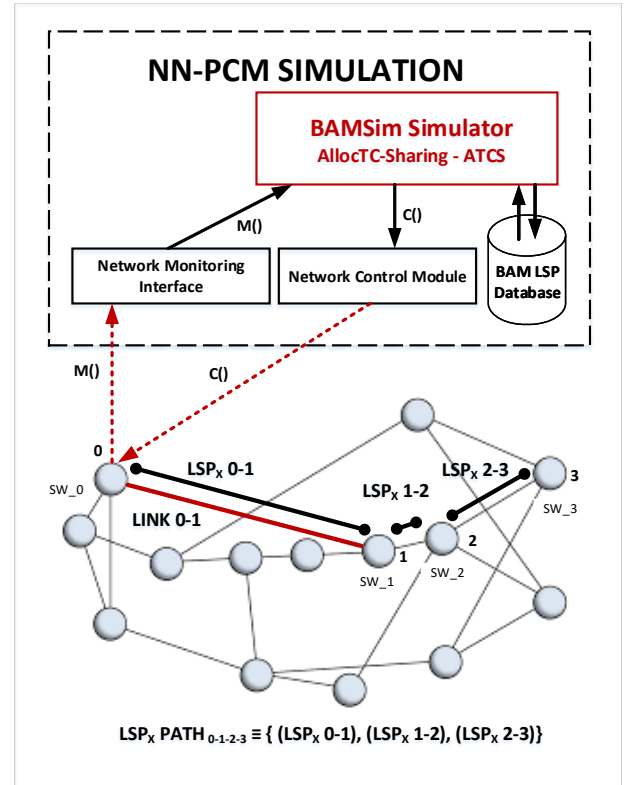 NN-PCM SIMULATION
BAMSim Simulator
AllocTC-Sharing - ATCS
M()
C()
Network Monitoring
Interface
Network Control Module
BAM LSP
Database
M()
C()
0
SW_0
LSPX 0-1
LINK 0-1
LSPX 1-2
LSPX 2-3
3
SW_3
1
SW_1
2
SW_2
LSPX PATH 0-1-2-3 ≡ { (LSPX 0-1), (LSPX 1-2), (LSPX 2-3)}